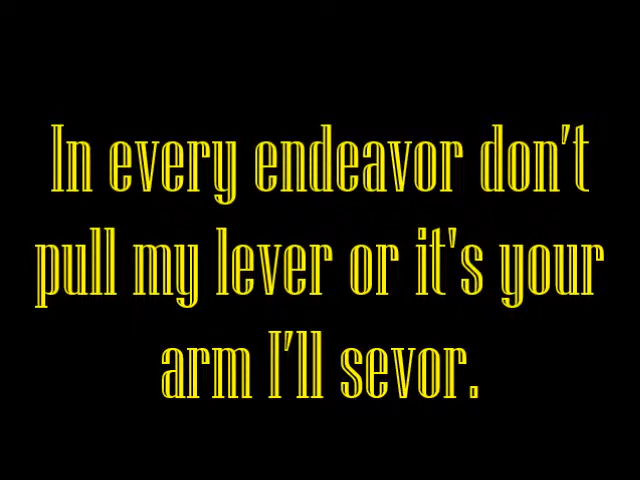 In every endeavor don't
pull my lever or it's your
arm I'll sevor.